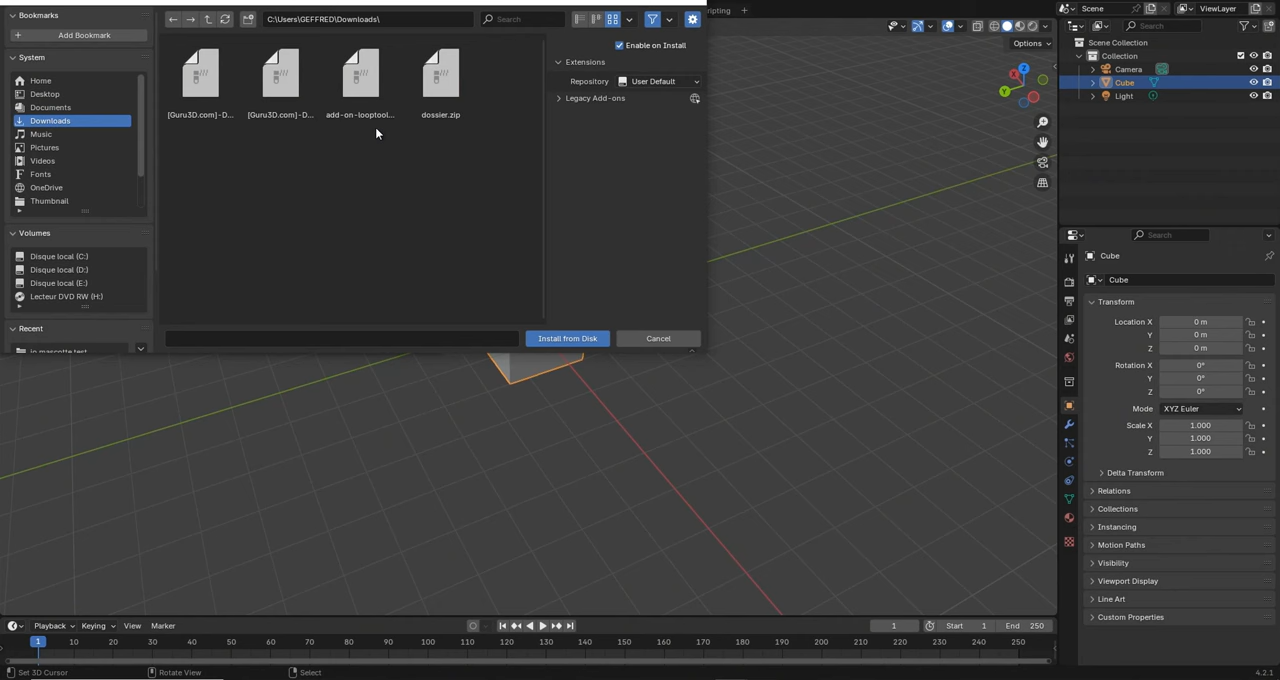 Bookmarks
C:\Users\GEFFRED\Downloads\
Search
Add Bookmark
System
Home
Desktop
Documents
Downloads
Music
Pictures
Videos
Fonts
OneDrive
Thumbnail
Volumes
Disque local (C:)
Disque local (D:)
Disque local (E:)
Lecteur DVD RW (H:)
Recent
[Guru3D.com]-D...
[Guru3D.com]-D...
add-on-looptool...
dossier.zip
Enable on Install
Extensions
Repository
User Default
Legacy Add-ons
Install from Disk
Cancel
Scene
ViewLayer
Options
Z
X
Y
Search
Scene Collection
Collection
Camera
Cube
Light
Search
Cube
Cube
Transform
Location X 0 m
Y 0 m
Z 0 m
Rotation X 0°
Y 0°
Z 0°
Mode XYZ Euler
Scale X 1.000
Y 1.000
Z 1.000
Delta Transform
Relations
Collections
Instancing
Motion Paths
Visibility
Viewport Display
Line Art
Custom Properties
Playback Keying View Marker
1 Start 1 End 250
1 10 20 30 40 50 60 70 80 90 100 110 120 130 140 150 160 170 180 190 200 210 220 230 240 250
Set 3D Cursor Rotate View Select 4.2.1